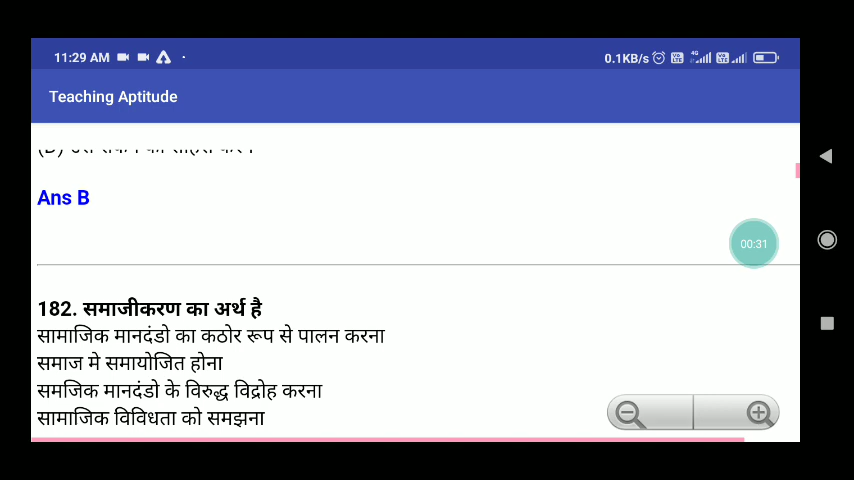 11:29 AM
0.1KB/s
4G
Teaching Aptitude
Ans B
00:31
182. समाजीकरण का अर्थ है
सामाजिक मानदंडो का कठोर रूप से पालन करना
समाज मे समायोजित होना
समजिक मानदंडो के विरुद्ध विद्रोह करना
सामाजिक विविधता को समझना